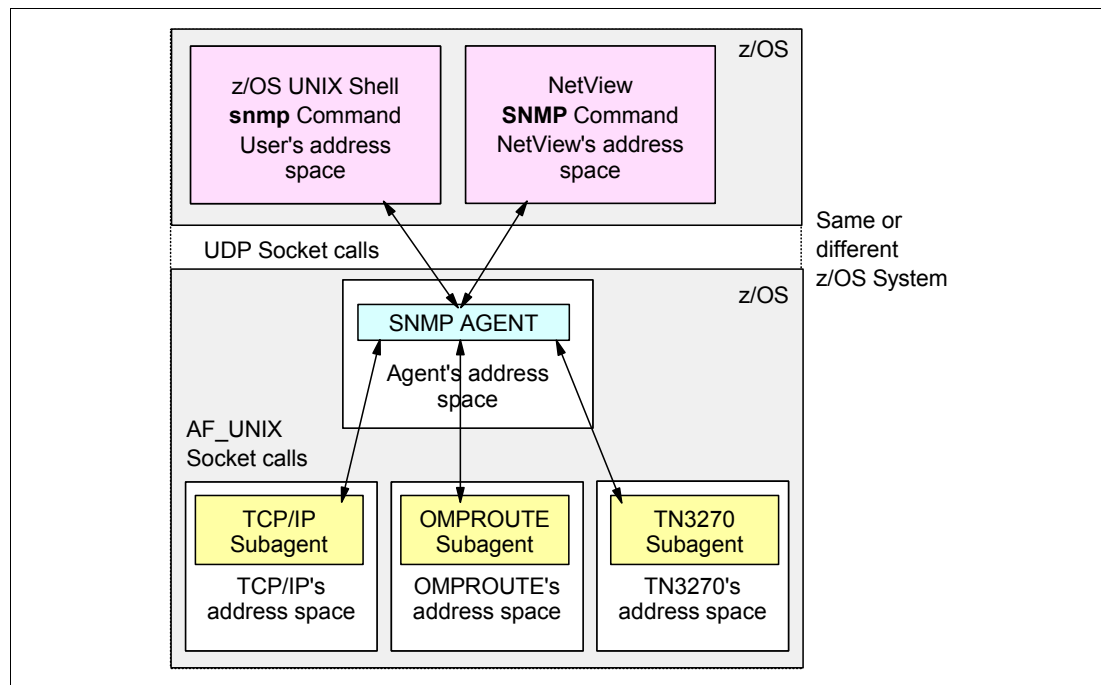 z/OS
z/OS UNIX Shell
snmp Command
User's address
space
NetView
SNMP Command
NetView's address
space
UDP Socket calls
Same or
different
z/OS System
z/OS
SNMP AGENT
Agent's address
space
AF_UNIX
Socket calls
TCP/IP
Subagent
TCP/IP's
address space
OMPROUTE
Subagent
OMPROUTE's
address space
TN3270
Subagent
TN3270's
address space